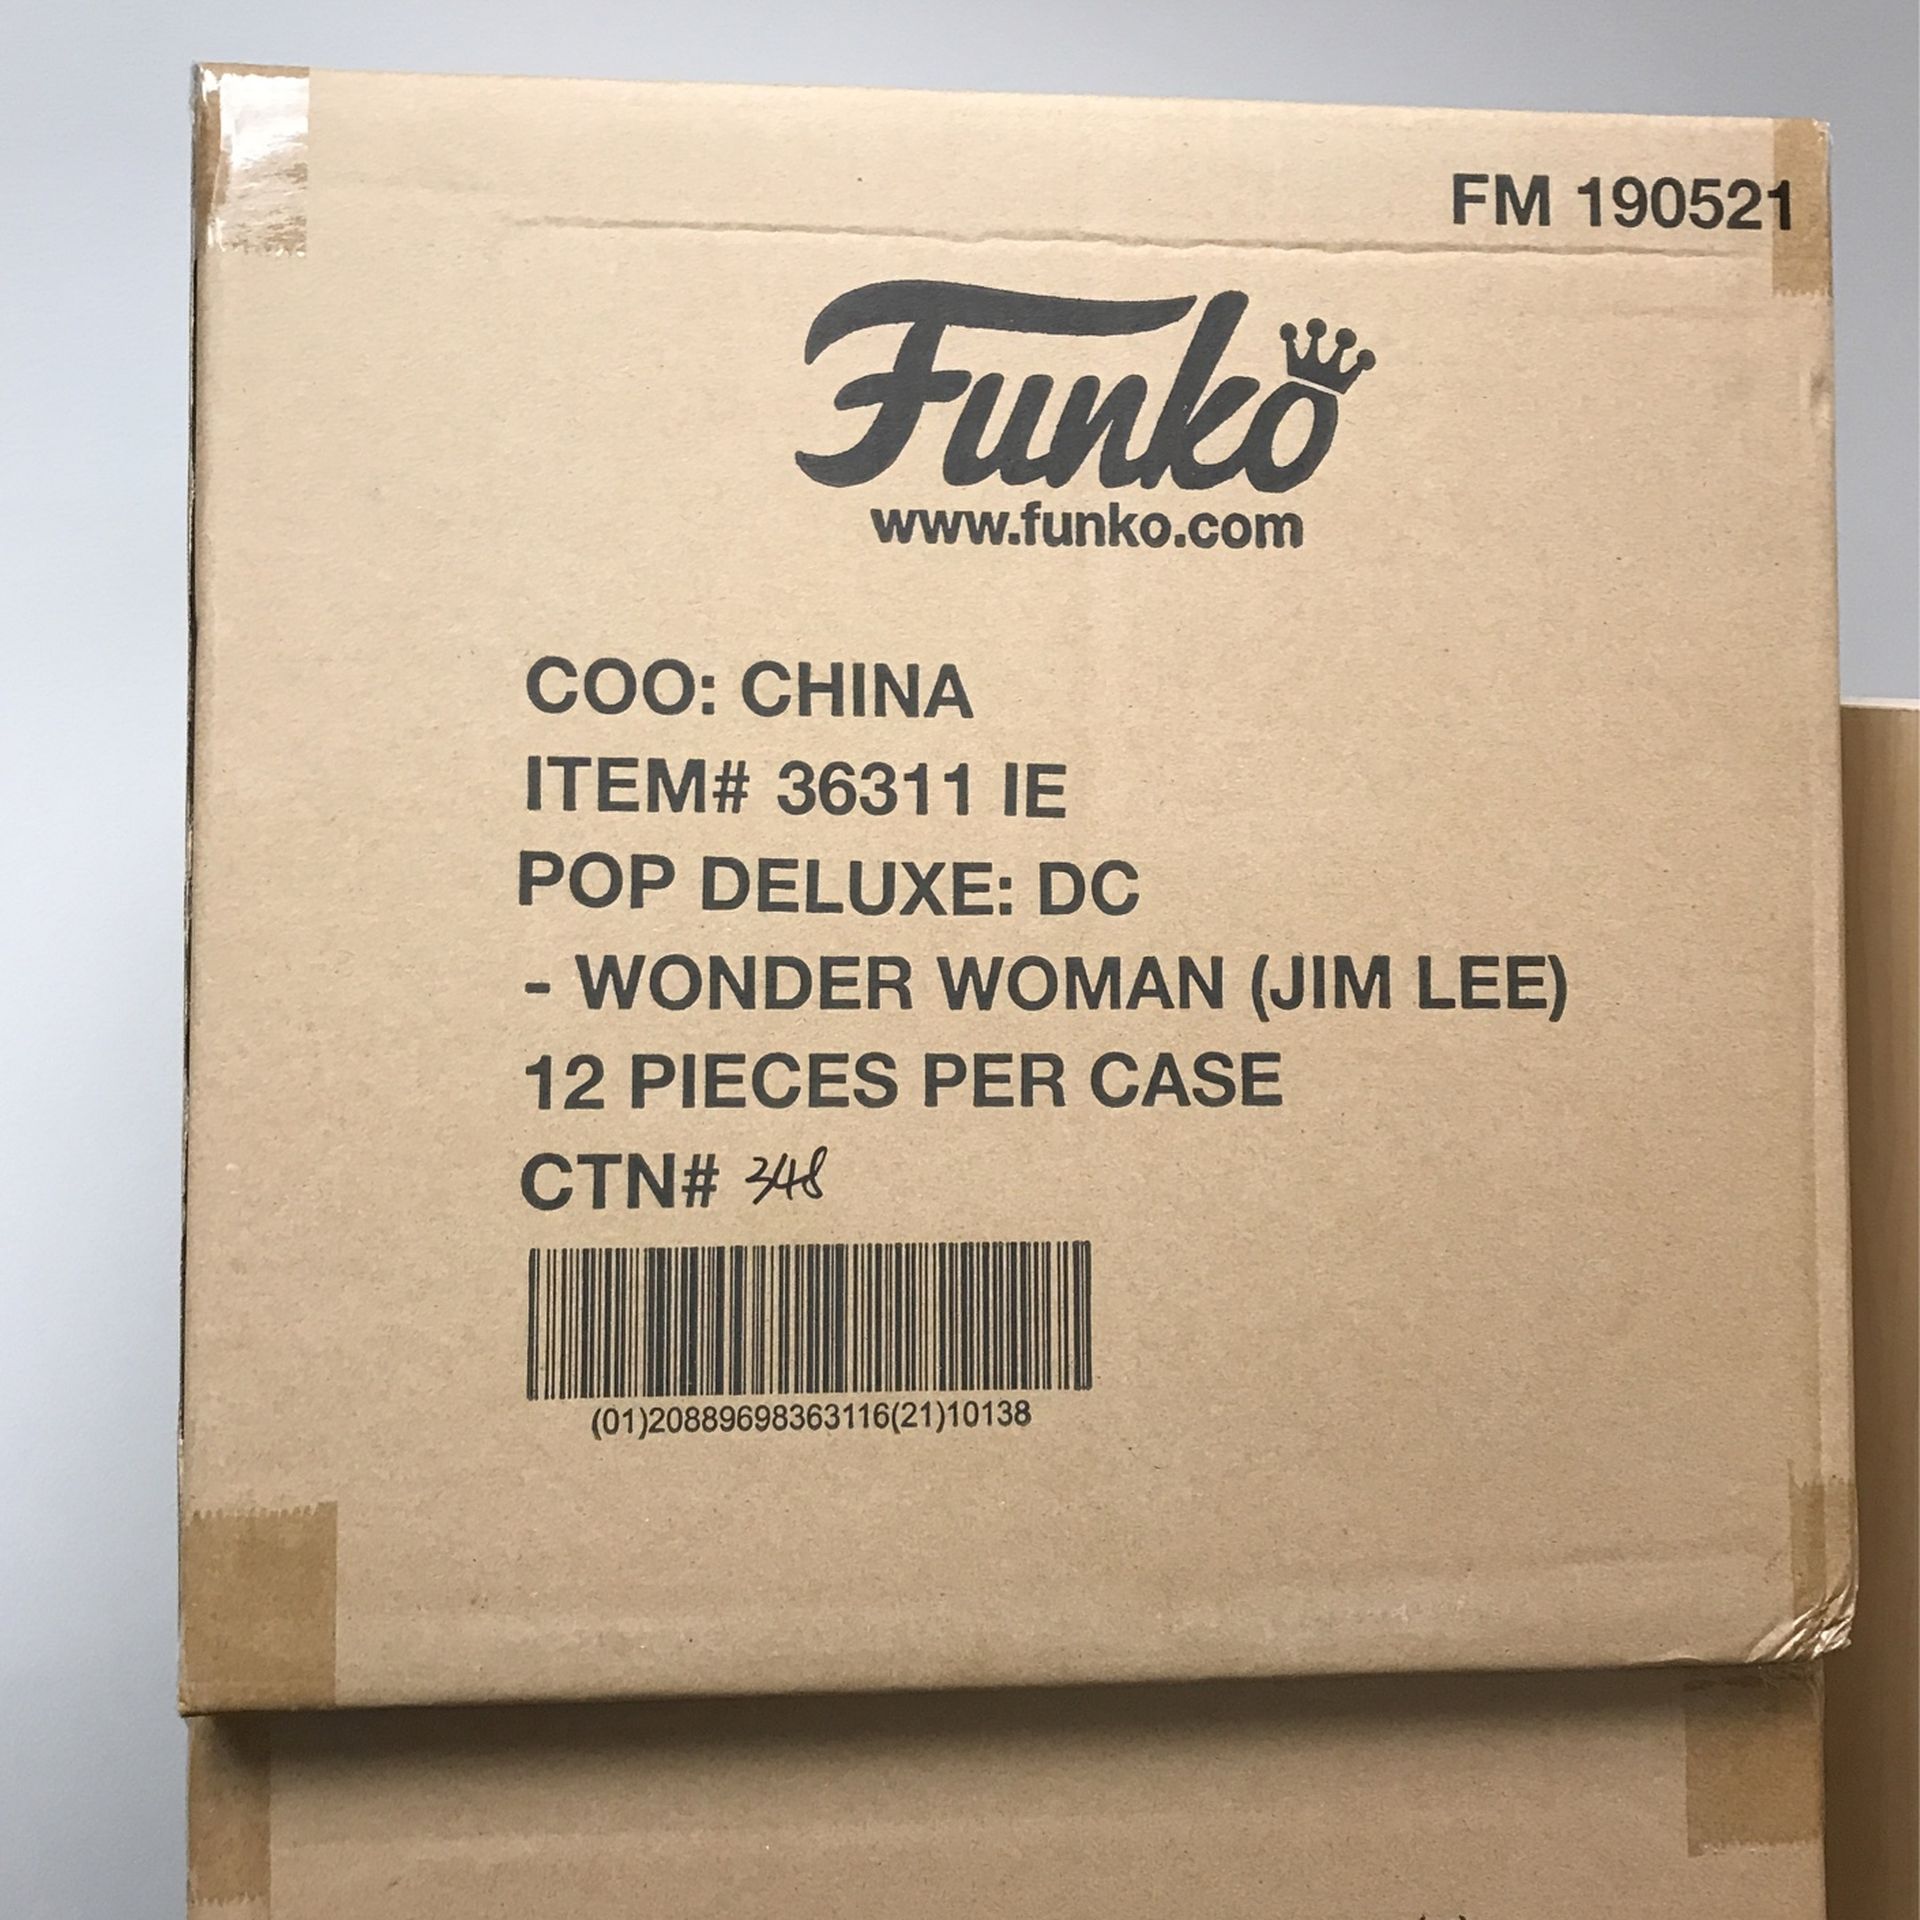 FM 190521
Funko
www.funko.com
COO: CHINA
ITEM# 36311 IE
POP DELUXE: DC
- WONDER WOMAN (JIM LEE)
12 PIECES PER CASE
CTN# 348
(01)20889698363116(21)10138